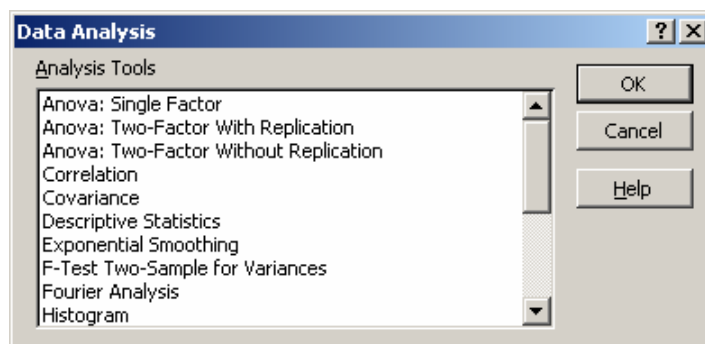 Data Analysis
Analysis Tools
Anova: Single Factor
Anova: Two-Factor With Replication
Anova: Two-Factor Without Replication
Correlation
Covariance
Descriptive Statistics
Exponential Smoothing
F-Test Two-Sample for Variances
Fourier Analysis
Histogram
OK
Cancel
Help